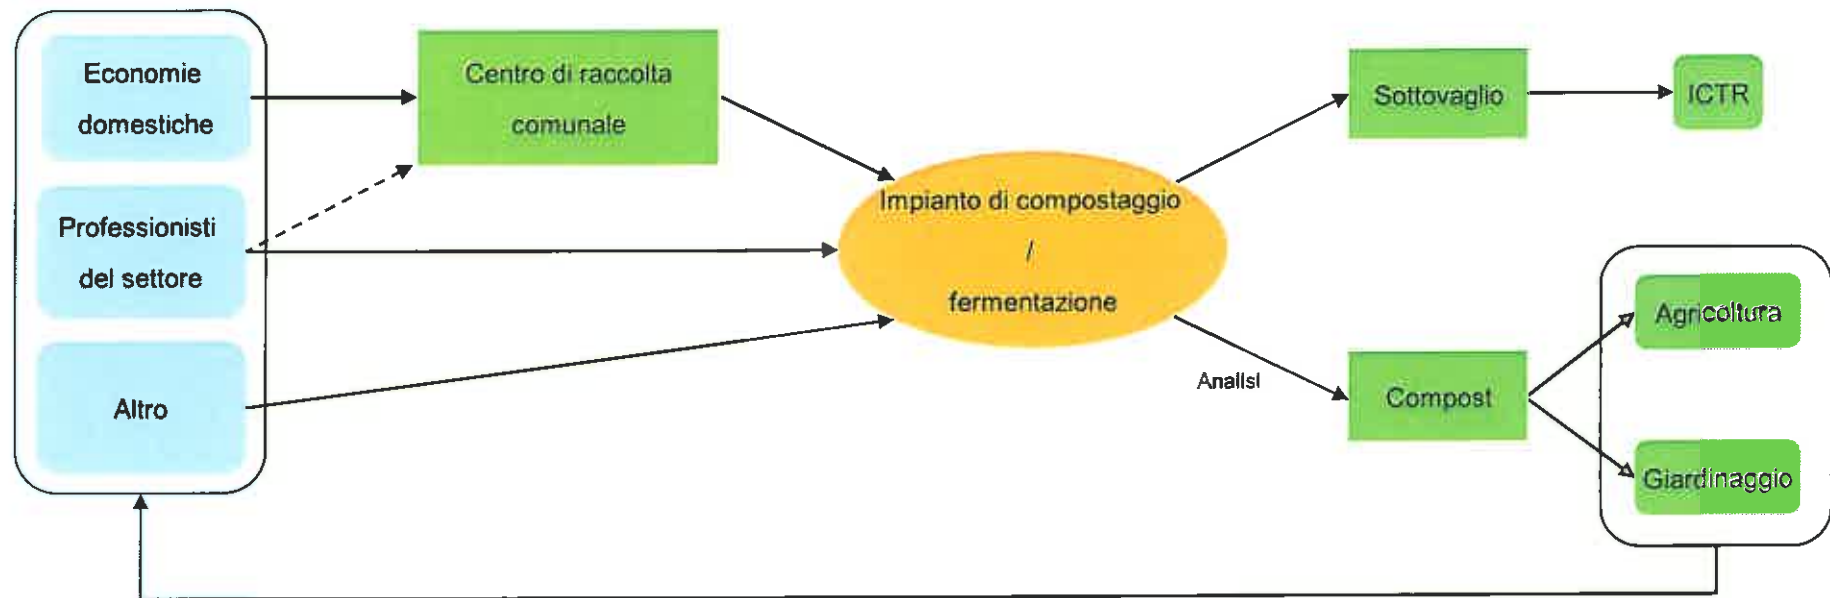 Economie
domestiche
Centro di raccolta
comunale
Sottovaglio
ICTR
Professionisti
del settore
Impianto di compostaggio
/
fermentazione
Altro
Analisi
Compost
Agricoltura
Giardinaggio